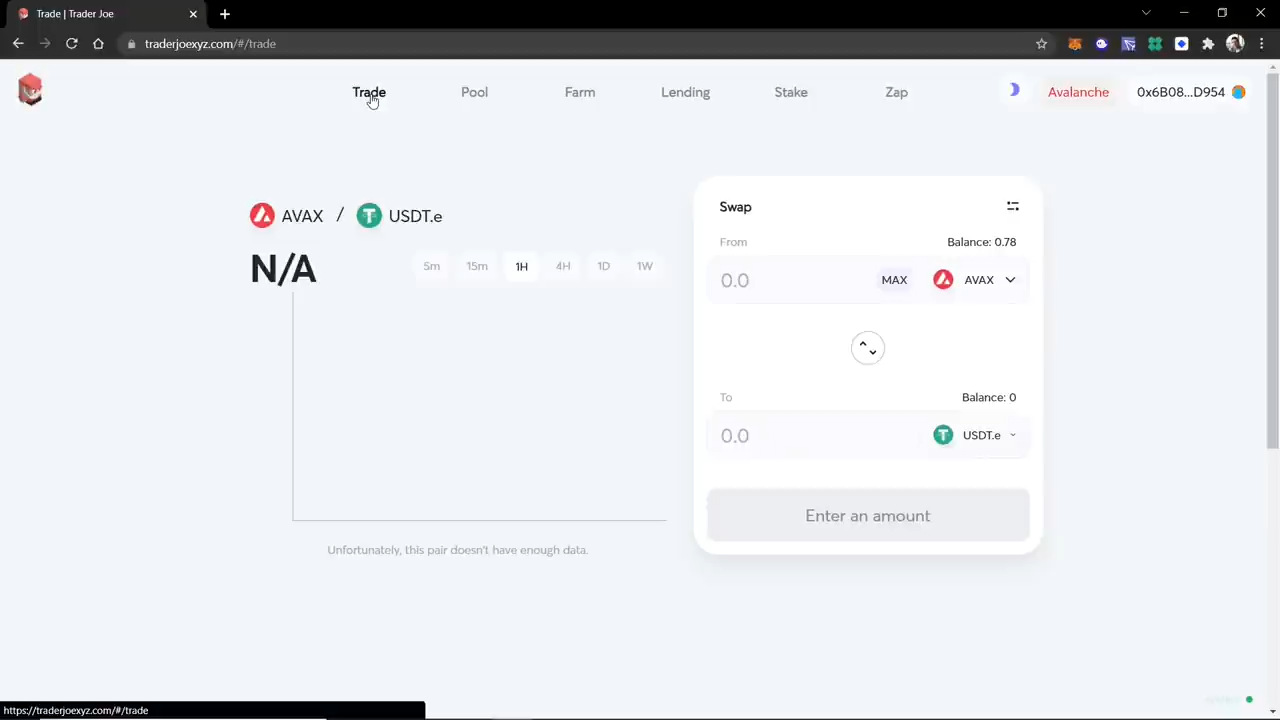 Trade | Trader Joe
traderjoexyz.com/#/trade
Trade Pool Farm Lending Stake Zap Avalanche 0x6B08...D954
AVAX / USDT.e
N/A 5m 15m 1H 4H 1D 1W
Unfortunately, this pair doesn't have enough data.
Swap
From Balance: 0.78
0.0 MAX AVAX
To Balance: 0
0.0 USDT.e
Enter an amount
https://traderjoexyz.com/#/trade